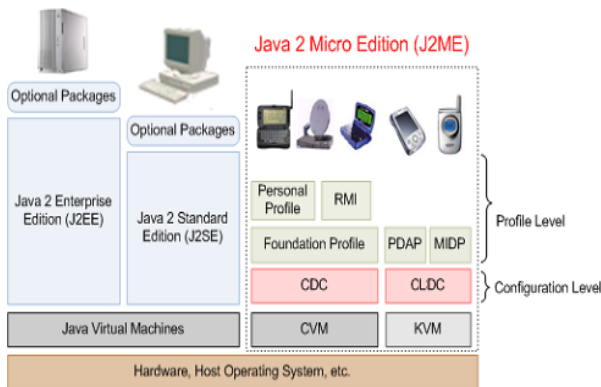 Java 2 Micro Edition (J2ME)
Optional Packages
Optional Packages
Java 2 Enterprise
Edition (J2EE)
Java 2 Standard
Edition (J2SE)
Personal
Profile
RMI
Profile Level
Foundation Profile
PDAP
MIDP
CDC
CLDC
Configuration Level
Java Virtual Machines
CVM
KVM
Hardware, Host Operating System, etc.